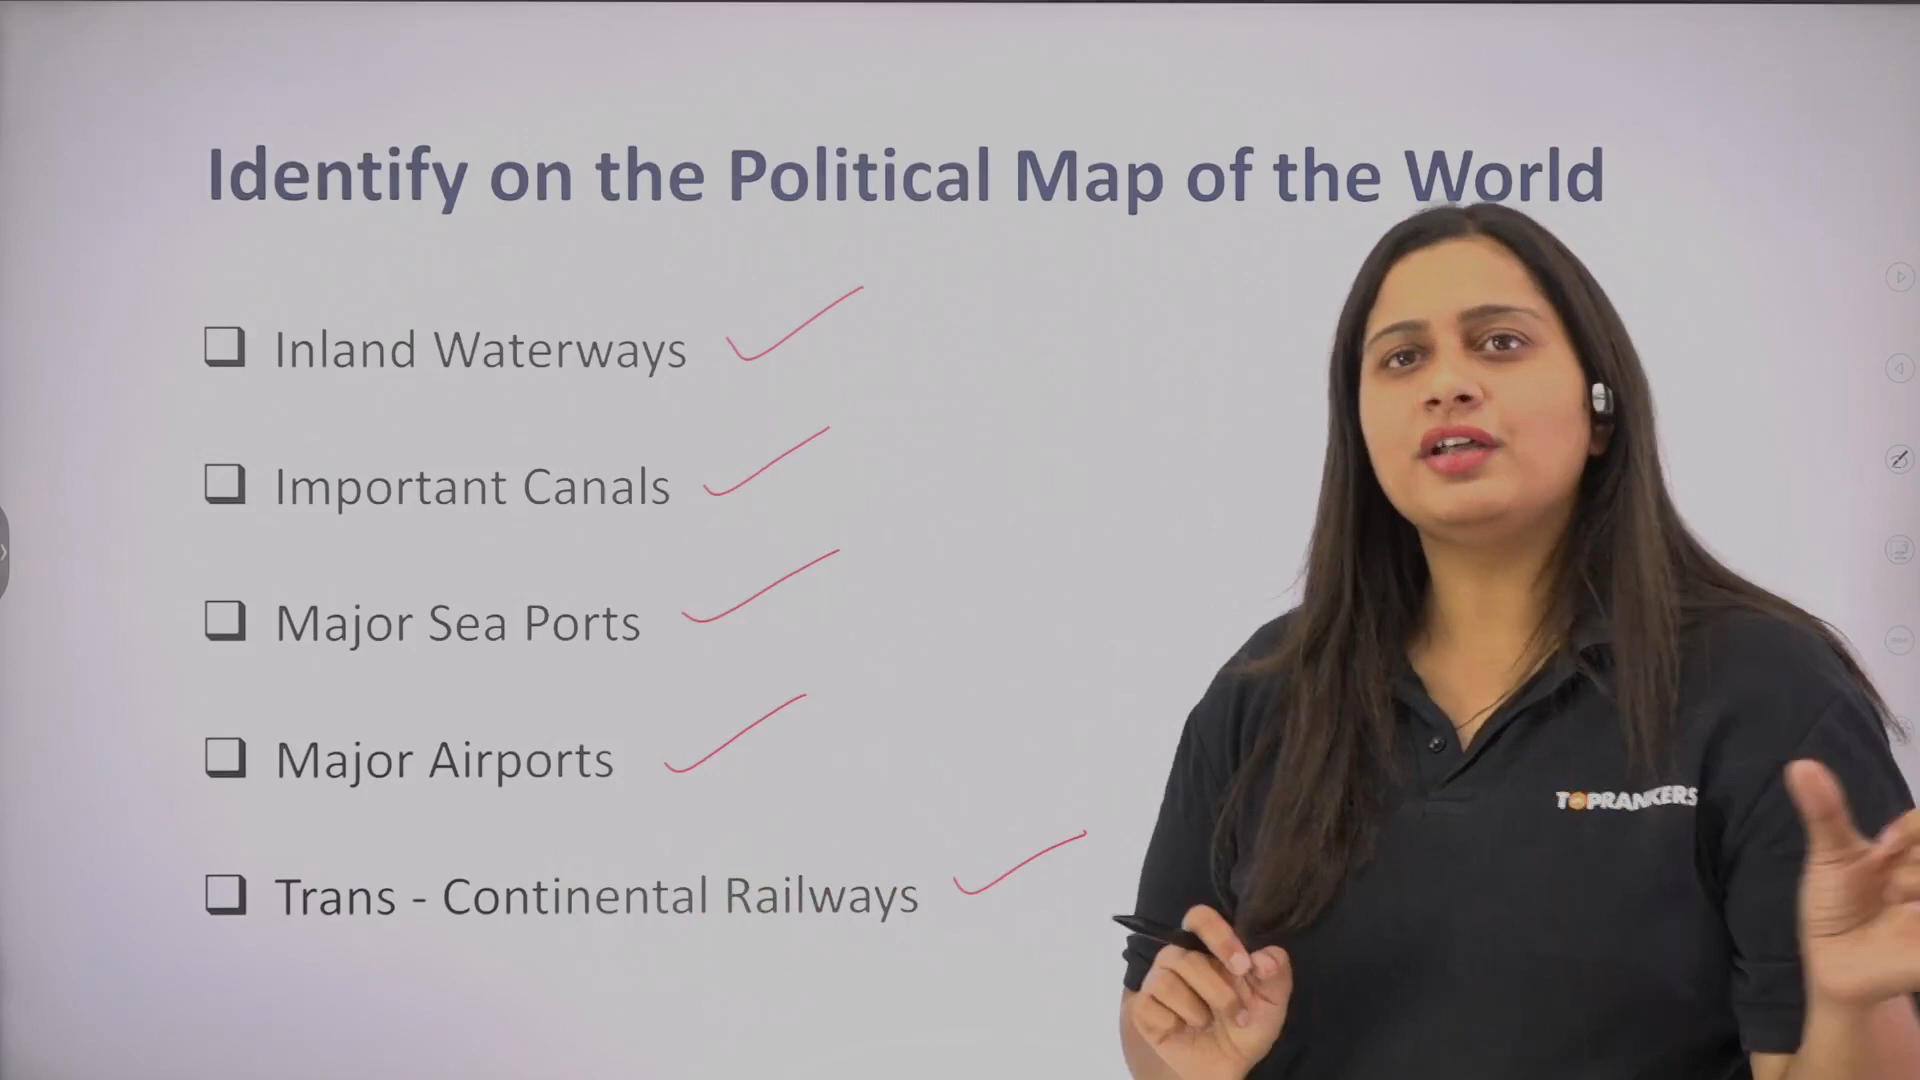 Identify on the Political Map of the World
Inland Waterways
Important Canals
Major Sea Ports
Major Airports
Trans - Continental Railways
TOPRANKERS